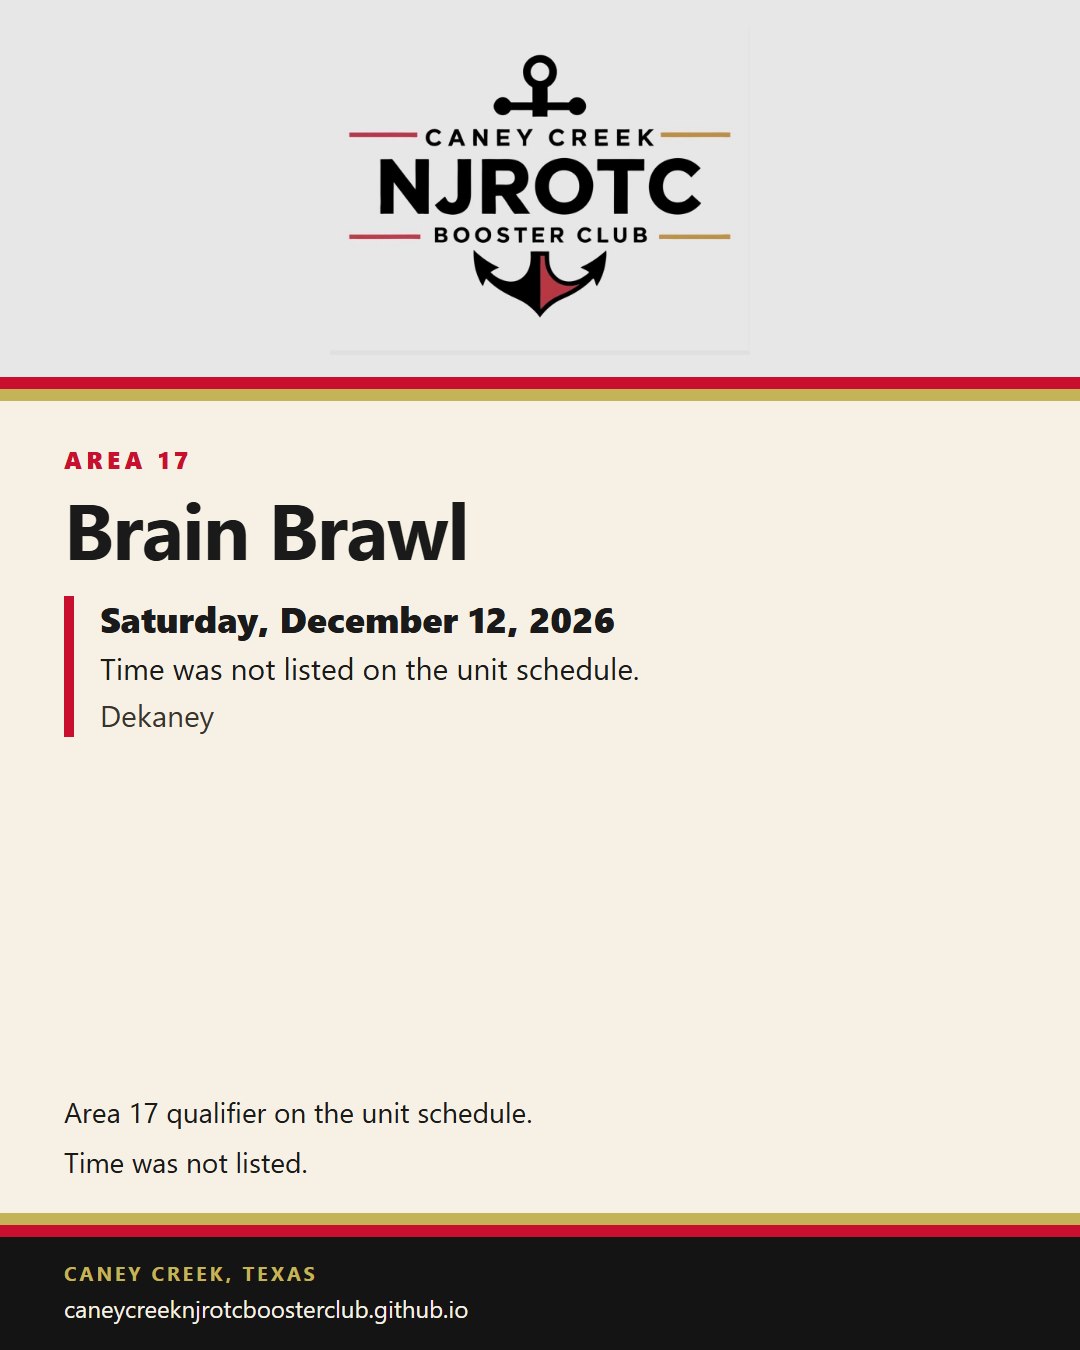 CANEY CREEK
NJROTC
BOOSTER CLUB
AREA 17
Brain Brawl
Saturday, December 12, 2026
Time was not listed on the unit schedule.
Dekaney
Area 17 qualifier on the unit schedule.
Time was not listed.
CANEY CREEK, TEXAS
caneycreeknjrotcboosterclub.github.io